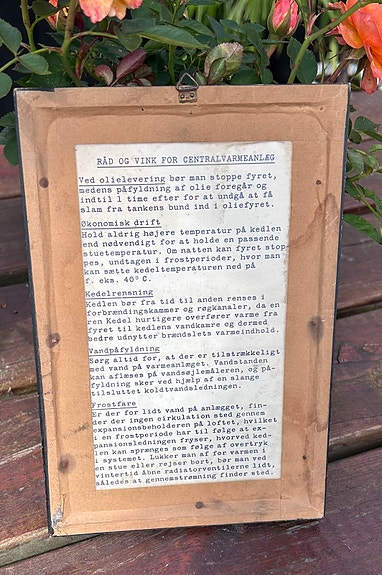 RÅD OG VINK FOR CENTRALVARMEANLÆG
Ved olielevering bør man stoppe fyret,
medens påfyldning af olie foregår og
indtil 1 time efter for at undgå at få
slam fra tankens bund ind i oliefyret.
Økonomisk drift
Hold aldrig højere temperatur på kedlen
end nødvendigt for at holde en passende
stuetemperatur. Om natten kan fyret stop-
pes, undtagen i frostperioder, hvor man
kan sætte kedeltemperaturen ned på
f. eks. 40° C.
Kedelrensning
Kedlen bør fra tid til anden renses i
forbrændingskammer og røgkanaler, da en
ren Kedel hurtigere overfører varme fra
fyret til kedlens vandkamre og dermed
bedre udnytter brændslets varmeindhold.
Vandpåfyldning
Sørg altid for, at der er tilstrækkeligt
med vand på varmeanlæget. Vandstanden
kan aflæses på vandsøjlemåleren, og på-
fyldning sker ved hjælp af en slange
tilsluttet koldtvandsledningen.
Frostfare
Er der for lidt vand på anlægget, fin-
der der ingen cirkulation sted gennem
expansionsbeholderen på loftet, hvilket
i en frostperiode har til følge at ex-
pansionsledningen fryser, hvorved ked-
len kan sprænges som følge af overtryk
i systemet. Lukker man af for varmen i
en stue eller rejser bort, bør man ved
vintertid åbne radiatorventilerne lidt,
således at gennemstrømning finder sted.